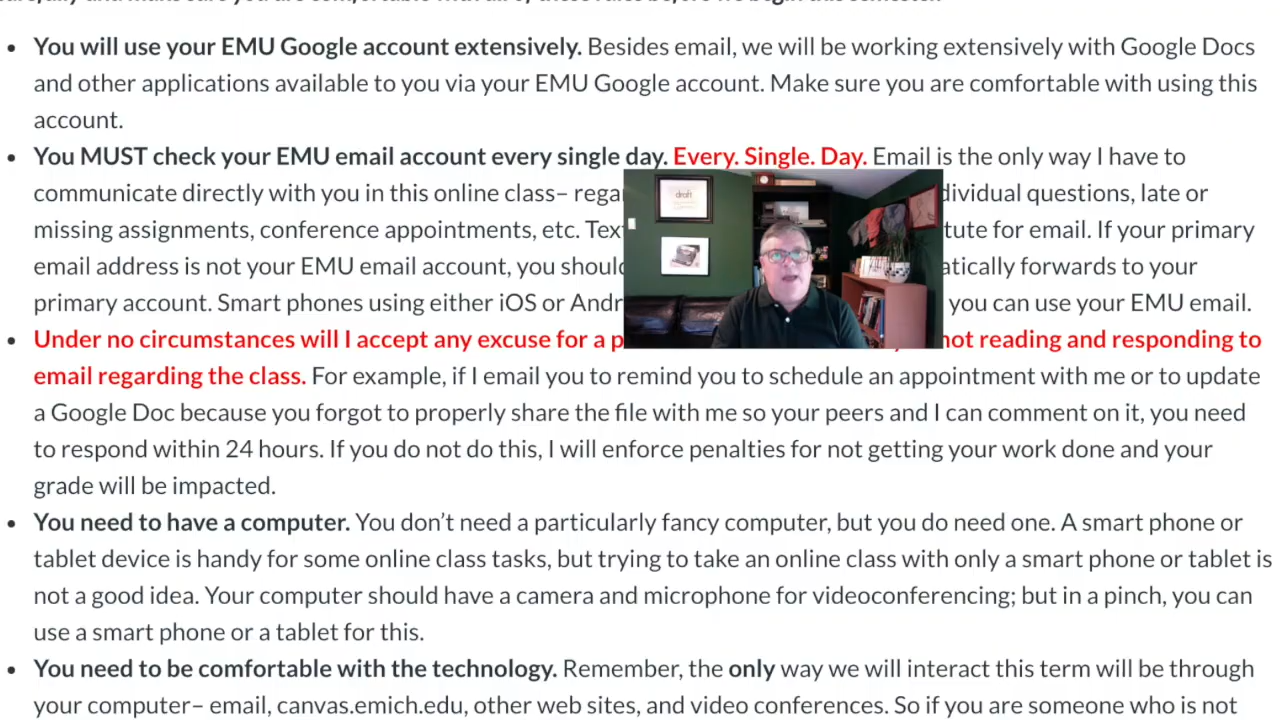 You will use your EMU Google account extensively. Besides email, we will be working extensively with Google Docs
and other applications available to you via your EMU Google account. Make sure you are comfortable with using this
account.
You MUST check your EMU email account every single day. Every. Single. Day. Email is the only way I have to
communicate directly with you in this online class– individual questions, late or
missing assignments, conference appointments, etc. for email. If your primary
email address is not your EMU email account, you forwards to your
primary account. Smart phones using either iOS or you can use your EMU email.
Under no circumstances will I accept any excuse for a not reading and responding to
email regarding the class. For example, if I email you to remind you to schedule an appointment with me or to update
a Google Doc because you forgot to properly share the file with me so your peers and I can comment on it, you need
to respond within 24 hours. If you do not do this, I will enforce penalties for not getting your work done and your
grade will be impacted.
You need to have a computer. You don't need a particularly fancy computer, but you do need one. A smart phone or
tablet device is handy for some online class tasks, but trying to take an online class with only a smart phone or tablet is
not a good idea. Your computer should have a camera and microphone for videoconferencing; but in a pinch, you can
use a smart phone or a tablet for this.
You need to be comfortable with the technology. Remember, the only way we will interact this term will be through
your computer– email, canvas.emich.edu, other web sites, and video conferences. So if you are someone who is not
draft